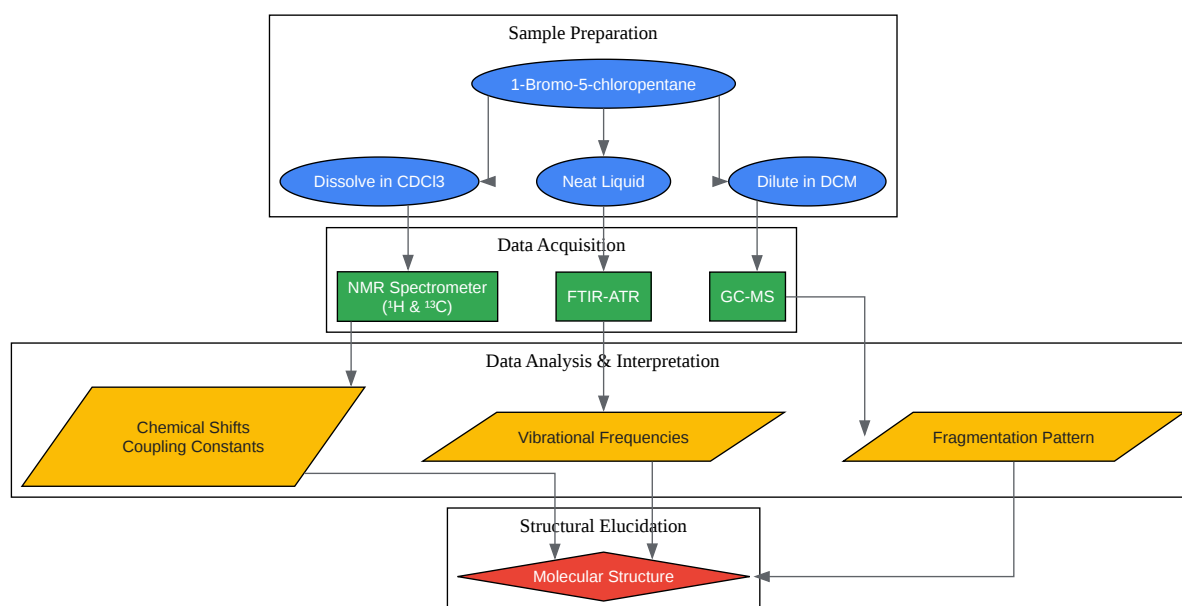 Sample Preparation
1-Bromo-5-chloropentane
Dissolve in CDCl3
Neat Liquid
Dilute in DCM
Data Acquisition
NMR Spectrometer
(¹H & ¹³C)
FTIR-ATR
GC-MS
Data Analysis & Interpretation
Chemical Shifts
Coupling Constants
Vibrational Frequencies
Fragmentation Pattern
Structural Elucidation
Molecular Structure